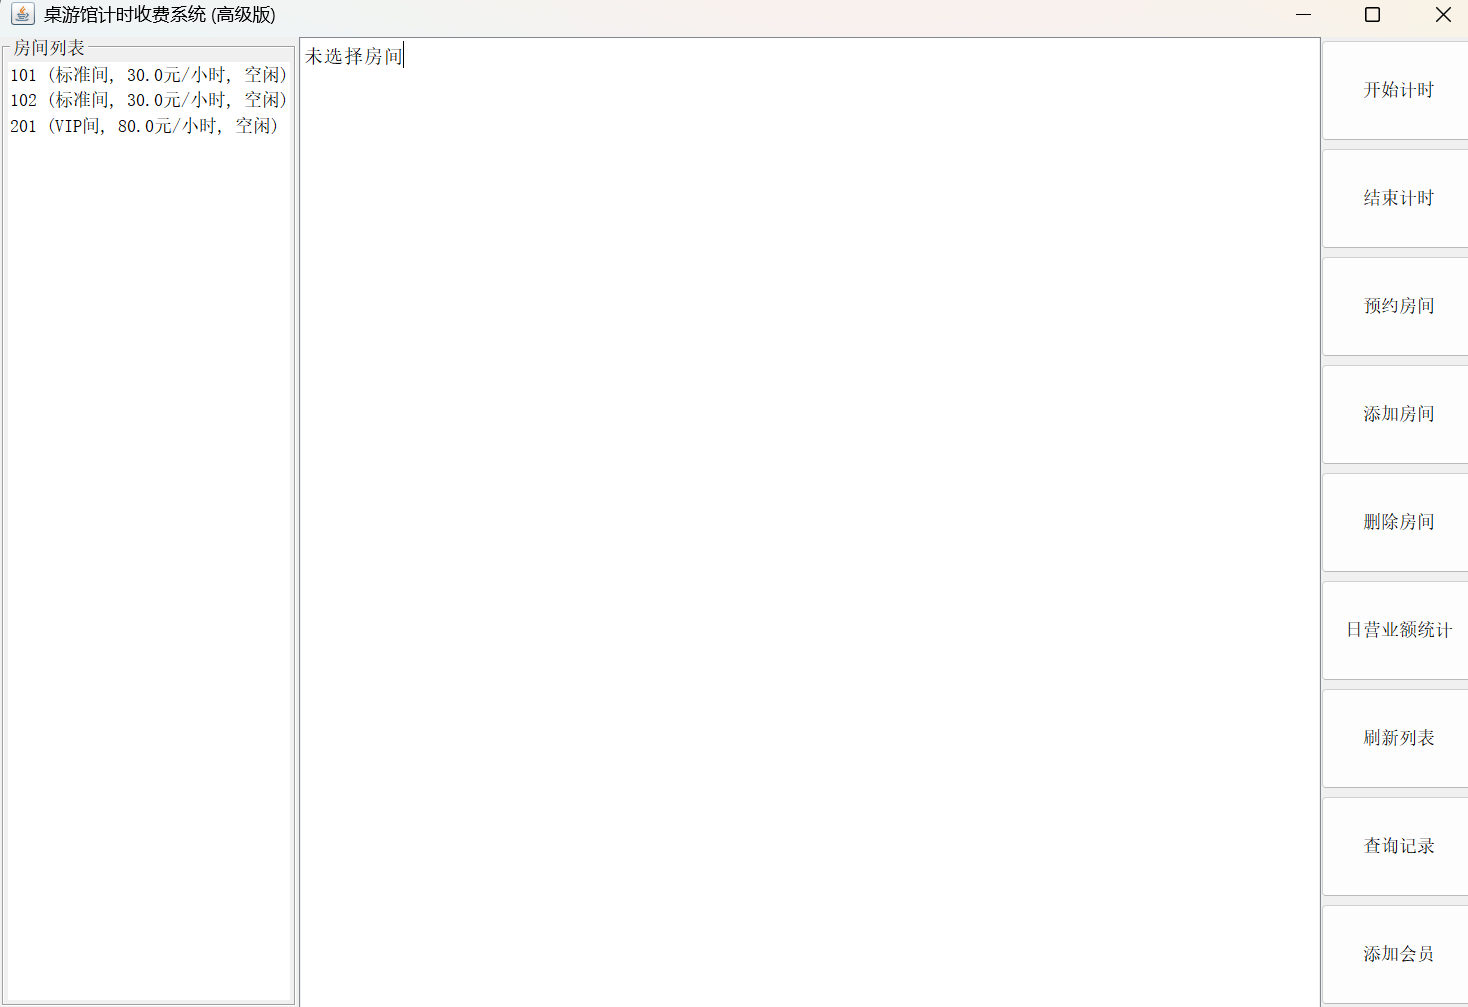 桌游馆计时收费系统 (高级版)
房间列表
101 (标准间, 30.0元/小时, 空闲)
102 (标准间, 30.0元/小时, 空闲)
201 (VIP间, 80.0元/小时, 空闲)
未选择房间
开始计时
结束计时
预约房间
添加房间
删除房间
日营业额统计
刷新列表
查询记录
添加会员